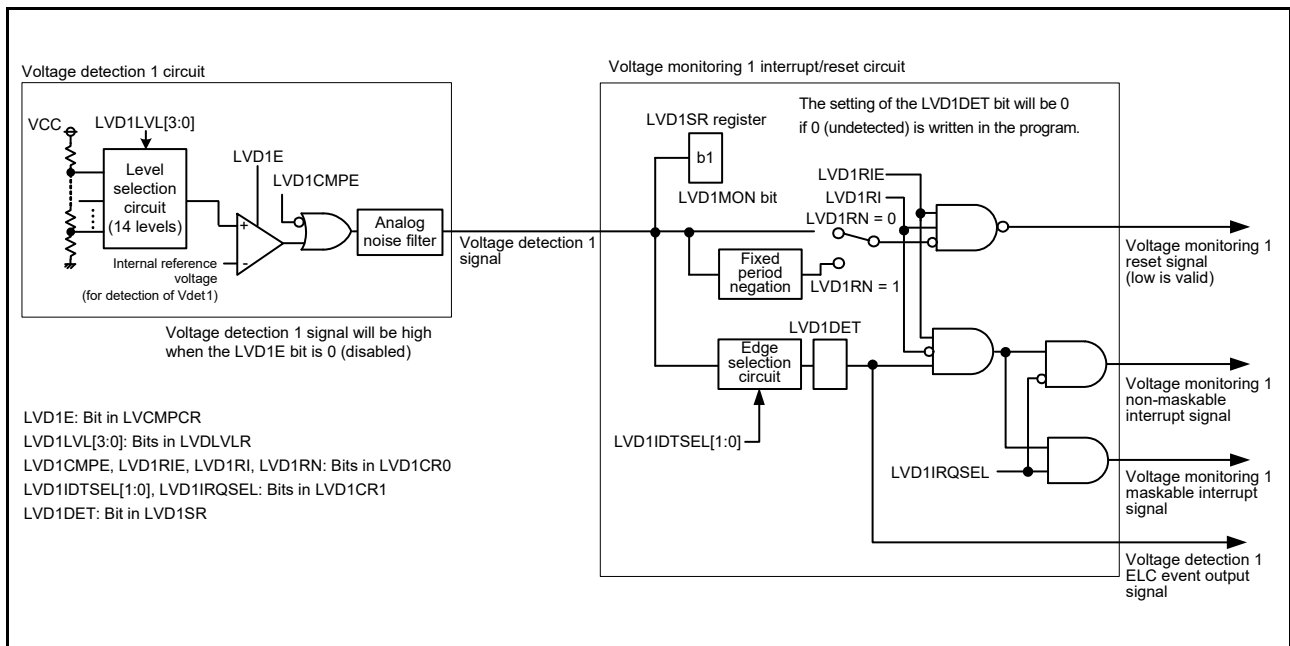 Voltage detection 1 circuit
VCC
LVD1LVL[3:0]
Level
selection
circuit
(14 levels)
LVD1E
LVD1CMPE
+
-
Internal reference
voltage
(for detection of Vdet1)
Analog
noise filter
Voltage detection 1
signal
Voltage detection 1 signal will be high
when the LVD1E bit is 0 (disabled)
LVD1E: Bit in LVCMPCR
LVD1LVL[3:0]: Bits in LVDLVLR
LVD1CMPE, LVD1RIE, LVD1RI, LVD1RN: Bits in LVD1CR0
LVD1IDTSEL[1:0], LVD1IRQSEL: Bits in LVD1CR1
LVD1DET: Bit in LVD1SR
Voltage monitoring 1 interrupt/reset circuit
The setting of the LVD1DET bit will be 0
if 0 (undetected) is written in the program.
LVD1SR register
b1
LVD1MON bit
LVD1RIE
LVD1RI
LVD1RN = 0
Fixed
period
negation
LVD1RN = 1
LVD1DET
Edge
selection
circuit
LVD1IDTSEL[1:0]
LVD1IRQSEL
Voltage monitoring 1
reset signal
(low is valid)
Voltage monitoring 1
non-maskable
interrupt signal
Voltage monitoring 1
maskable interrupt
signal
Voltage detection 1
ELC event output
signal